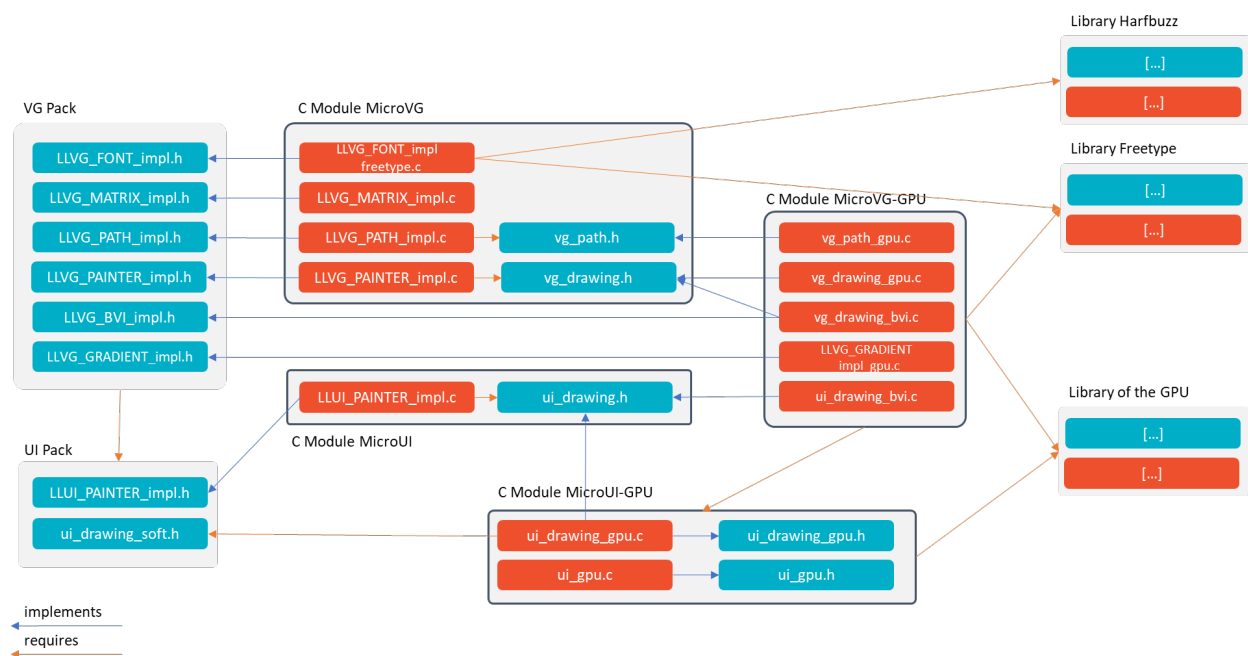 Library Harfbuzz
[...]
[...]
VG Pack
LLVG_FONT_impl.h
LLVG_MATRIX_impl.h
LLVG_PATH_impl.h
LLVG_PAINTER_impl.h
LLVG_BVI_impl.h
LLVG_GRADIENT_impl.h
C Module MicroVG
LLVG_FONT_impl
freetype.c
LLVG_MATRIX_impl.c
LLVG_PATH_impl.c
vg_path.h
LLVG_PAINTER_impl.c
vg_drawing.h
Library Freetype
[...]
[...]
C Module MicroVG-GPU
vg_path_gpu.c
vg_drawing_gpu.c
vg_drawing_bvi.c
LLVG_GRADIENT
impl_gpu.c
ui_drawing_bvi.c
LLUI_PAINTER_impl.c
ui_drawing.h
C Module MicroUI
Library of the GPU
[...]
[...]
UI Pack
LLUI_PAINTER_impl.h
ui_drawing_soft.h
C Module MicroUI-GPU
ui_drawing_gpu.c
ui_drawing_gpu.h
ui_gpu.c
ui_gpu.h
implements
requires